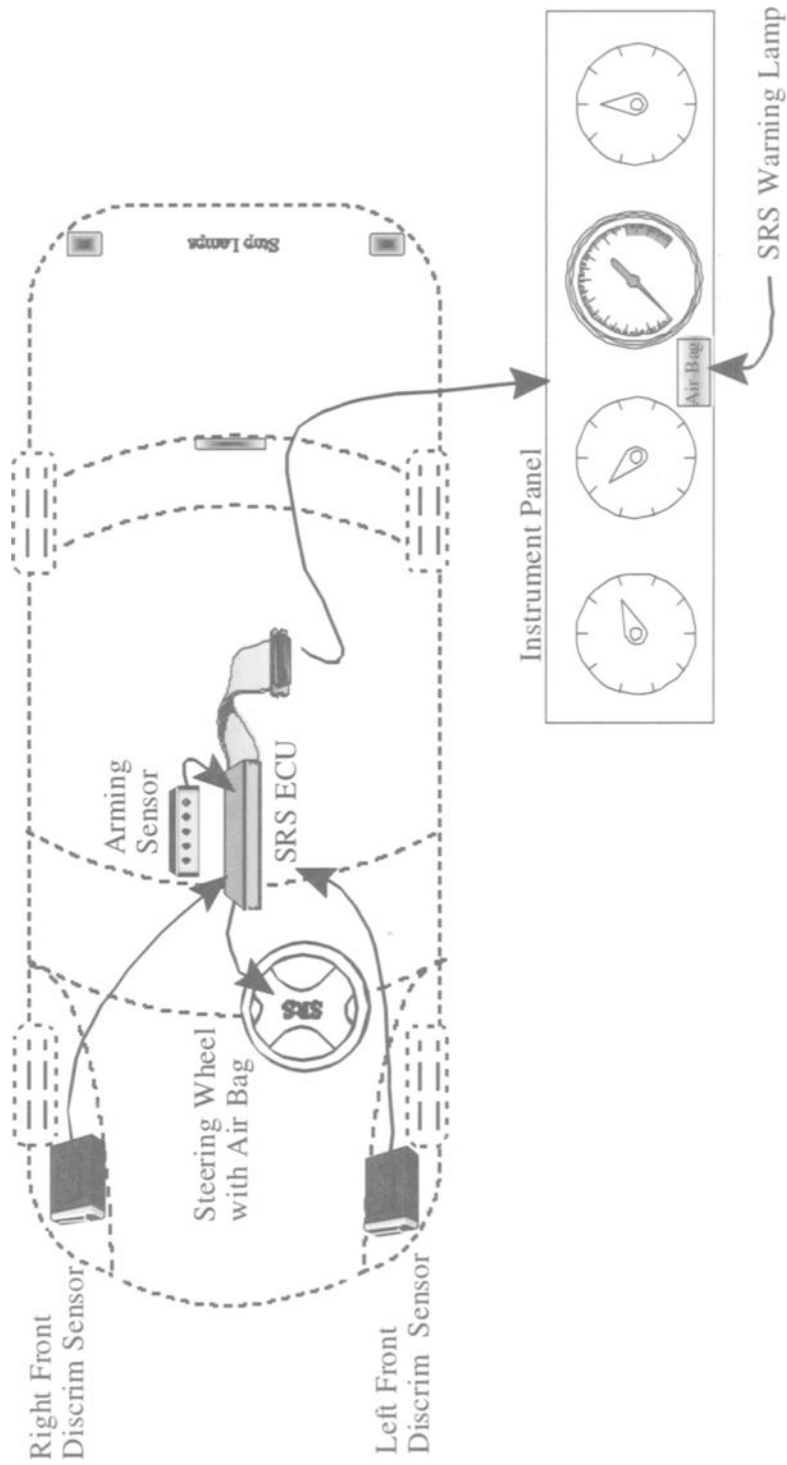 Right Front
Discrim Sensor
Left Front
Discrim Sensor
Steering Wheel
with Air Bag
SRS
Arming
Sensor
SRS ECU
Stop Lamps
Instrument Panel
Air Bag
SRS Warning Lamp